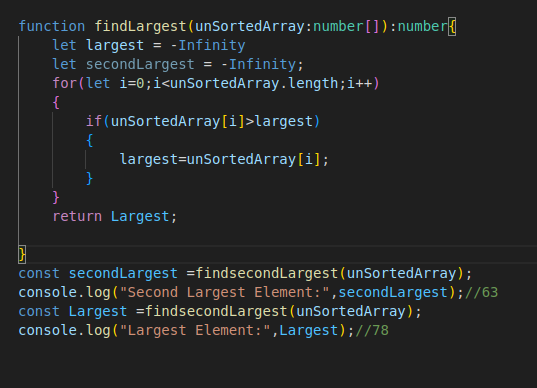 function findLargest(unSortedArray:number[]):number{
let largest = -Infinity
let secondLargest = -Infinity;
for(let i=0;i<unSortedArray.length;i++)
{
if(unSortedArray[i]>largest)
{
largest=unSortedArray[i];
}
}
return Largest;
}
const secondLargest =findsecondLargest(unSortedArray);
console.log("Second Largest Element:",secondLargest);//63
const Largest =findsecondLargest(unSortedArray);
console.log("Largest Element:",Largest);//78